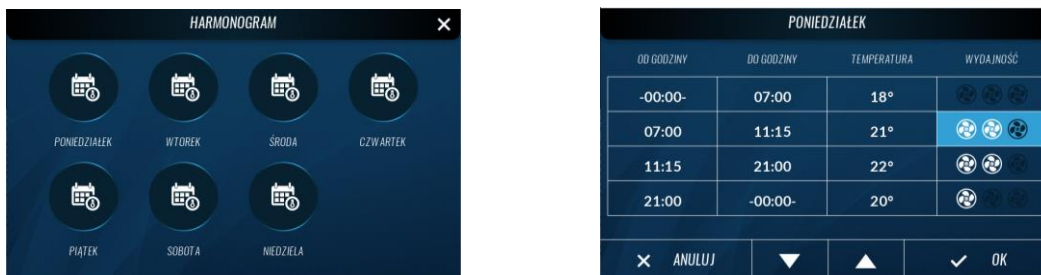 HARMONOGRAM
PONIEDZIAŁEK WTOREK ŚRODA CZWARTEK
PIĄTEK SOBOTA NIEDZIELA
PONIEDZIAŁEK
OD GODZINY DO GODZINY TEMPERATURA WYDAJNOŚĆ
-00:00- 07:00 18°
07:00 11:15 21°
11:15 21:00 22°
21:00 -00:00- 20°
ANULUJ OK